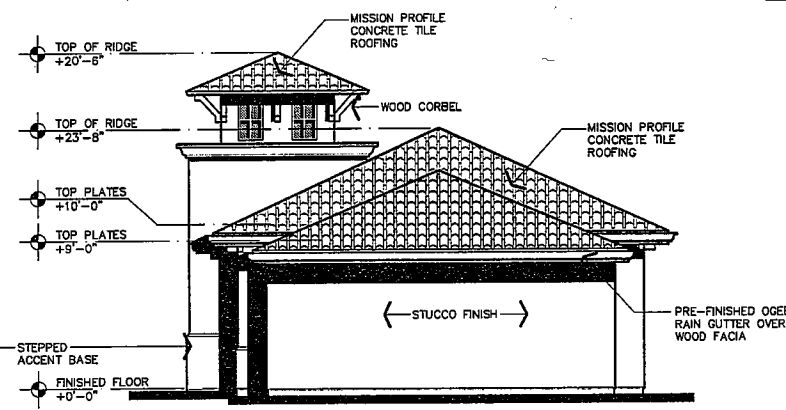 MISSION PROFILE
CONCRETE TILE
ROOFING
TOP OF RIDGE
+20'-6"
WOOD CORBEL
TOP OF RIDGE
+23'-8"
MISSION PROFILE
CONCRETE TILE
ROOFING
TOP PLATES
+10'-0"
TOP PLATES
+9'-0"
STUCCO FINISH
PRE-FINISHED OGEE
RAIN GUTTER OVER
WOOD FACIA
STEPPED
ACCENT BASE
FINISHED FLOOR
+0'-0"